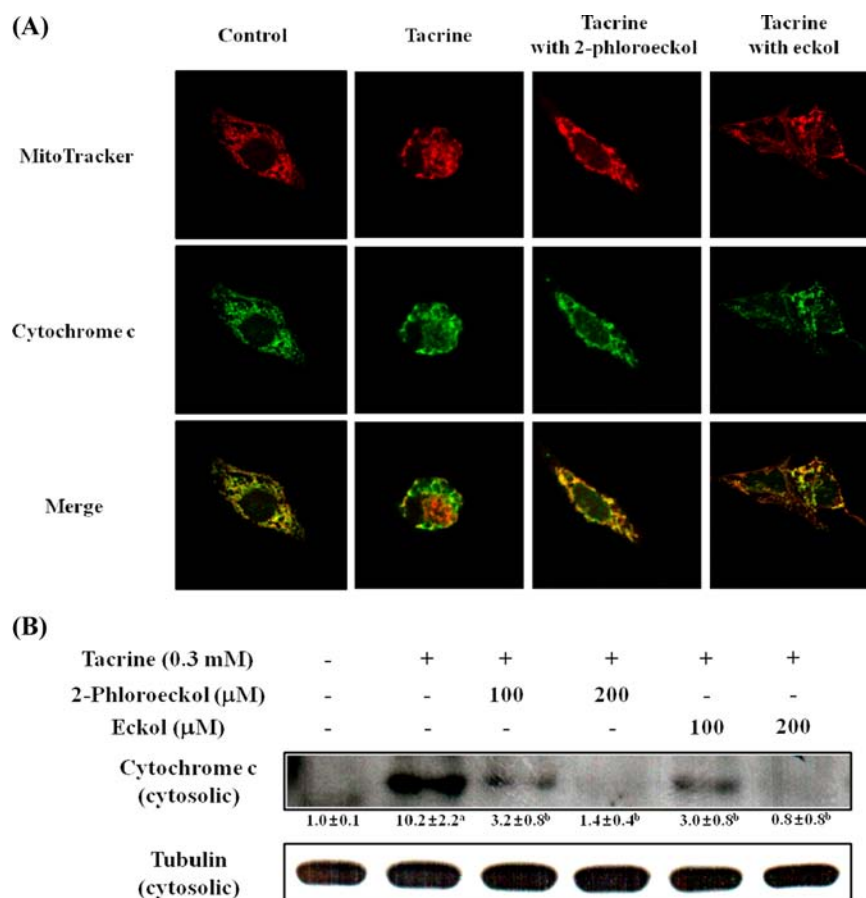 (A)
Control
Tacrine
Tacrine
with 2-phloroeckol
Tacrine
with eckol
MitoTracker
Cytochrome c
Merge
(B)
Tacrine (0.3 mM) - + + + + +
2-Phloroeckol (μM) - - 100 200 - -
Eckol (μM) - - - - 100 200
Cytochrome c
(cytosolic)
1.0±0.1 10.2±2.2ᵃ 3.2±0.8ᵇ 1.4±0.4ᵇ 3.0±0.8ᵇ 0.8±0.8ᵇ
Tubulin
(cytosolic)